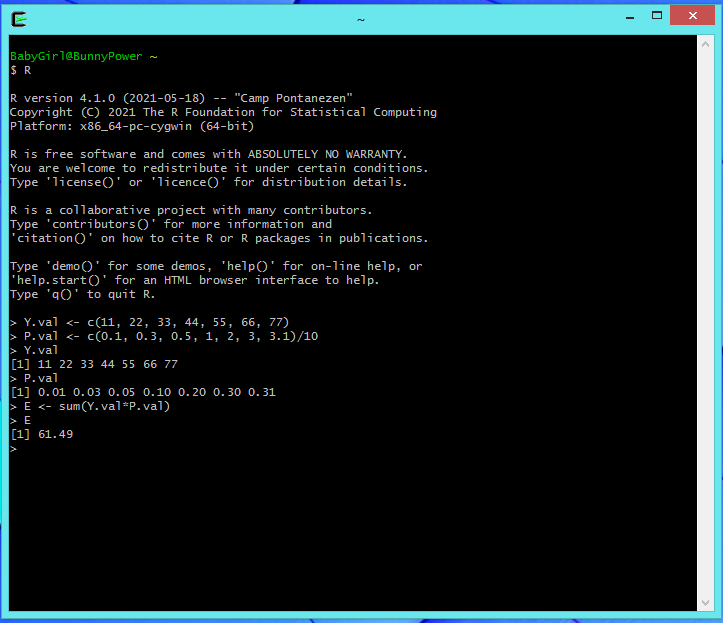 ~
BabyGirl@BunnyPower ~
$ R
R version 4.1.0 (2021-05-18) -- "Camp Pontanezen"
Copyright (C) 2021 The R Foundation for Statistical Computing
Platform: x86_64-pc-cygwin (64-bit)
R is free software and comes with ABSOLUTELY NO WARRANTY.
You are welcome to redistribute it under certain conditions.
Type 'license()' or 'licence()' for distribution details.
R is a collaborative project with many contributors.
Type 'contributors()' for more information and
'citation()' on how to cite R or R packages in publications.
Type 'demo()' for some demos, 'help()' for on-line help, or
'help.start()' for an HTML browser interface to help.
Type 'q()' to quit R.
> Y.val <- c(11, 22, 33, 44, 55, 66, 77)
> P.val <- c(0.1, 0.3, 0.5, 1, 2, 3, 3.1)/10
> Y.val
[1] 11 22 33 44 55 66 77
> P.val
[1] 0.01 0.03 0.05 0.10 0.20 0.30 0.31
> E <- sum(Y.val*P.val)
> E
[1] 61.49
>